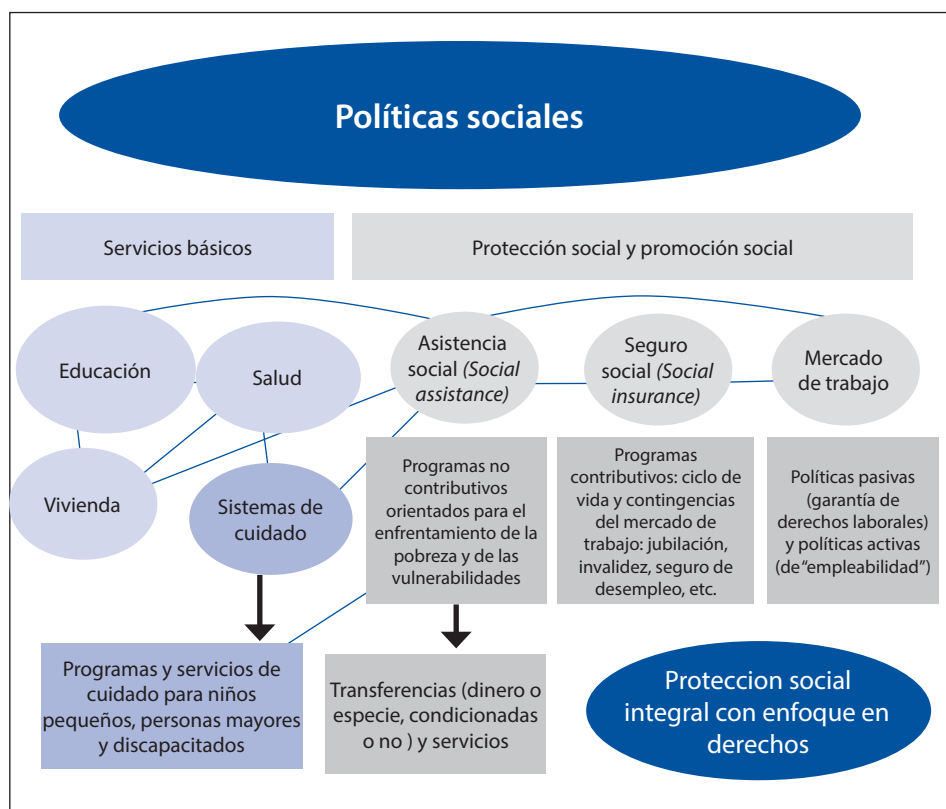 Políticas sociales
Servicios básicos
Protección social y promoción social
Educación
Salud
Asistencia
social (Social
assistance)
Seguro
social (Social
insurance)
Mercado
de trabajo
Vivienda
Sistemas de
cuidado
Programas no
contributivos
orientados para el
enfrentamiento de la
pobreza y de las
vulnerabilidades
Programas
contributivos: ciclo de
vida y contingencias
del mercado de
trabajo: jubilación,
invalidez, seguro de
desempleo, etc.
Políticas pasivas
(garantía de
derechos laborales)
y políticas activas
(de “empleabilidad”)
Programas y servicios de
cuidado para niños
pequeños, personas mayores
y discapacitados
Transferencias (dinero o
especie, condicionadas
o no ) y servicios
Proteccion social
integral con enfoque en
derechos